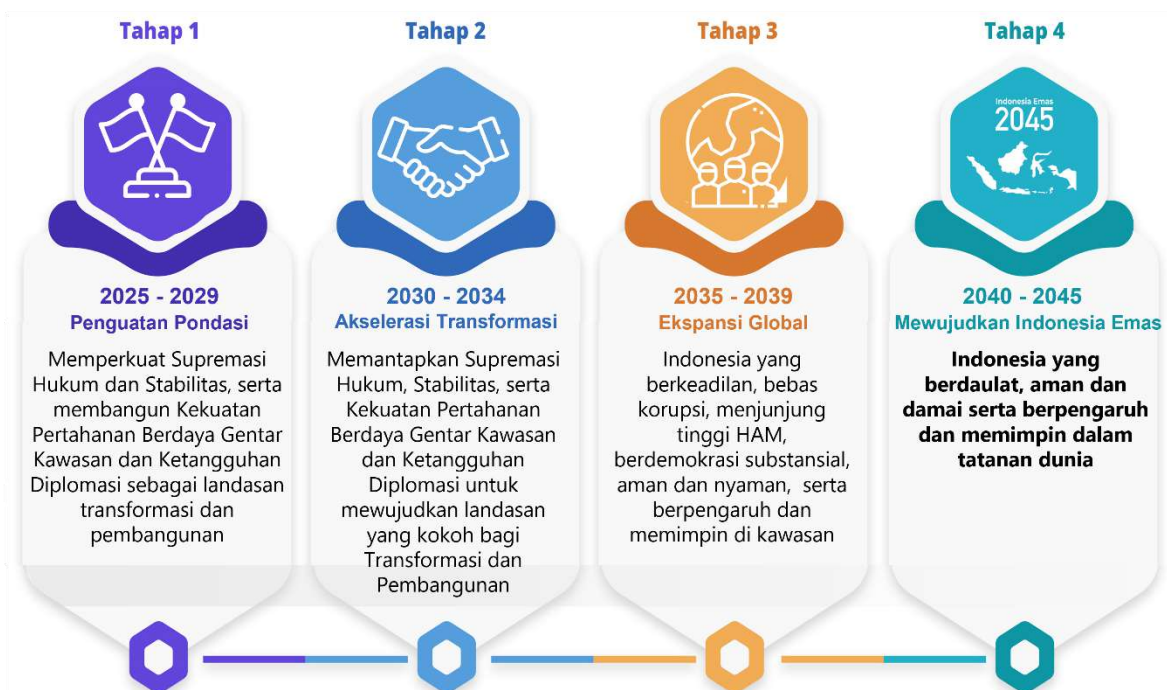 Tahap 1
2025 - 2029
Penguatan Pondasi
Memperkuat Supremasi
Hukum dan Stabilitas, serta
membangun Kekuatan
Pertahanan Berdaya Gentar
Kawasan dan Ketangguhan
Diplomasi sebagai landasan
transformasi dan
pembangunan
Tahap 2
2030 - 2034
Akselerasi Transformasi
Memantapkan Supremasi
Hukum, Stabilitas, serta
Kekuatan Pertahanan
Berdaya Gentar Kawasan
dan Ketangguhan
Diplomasi untuk
mewujudkan landasan
yang kokoh bagi
Transformasi dan
Pembangunan
Tahap 3
2035 - 2039
Ekspansi Global
Indonesia yang
berkeadilan, bebas
korupsi, menjunjung
tinggi HAM,
berdemokrasi substansial,
aman dan nyaman, serta
berpengaruh dan
memimpin di kawasan
Tahap 4
Indonesia Emas
2045
2040 - 2045
Mewujudkan Indonesia Emas
Indonesia yang
berdaulat, aman dan
damai serta berpengaruh
dan memimpin dalam
tatanan dunia